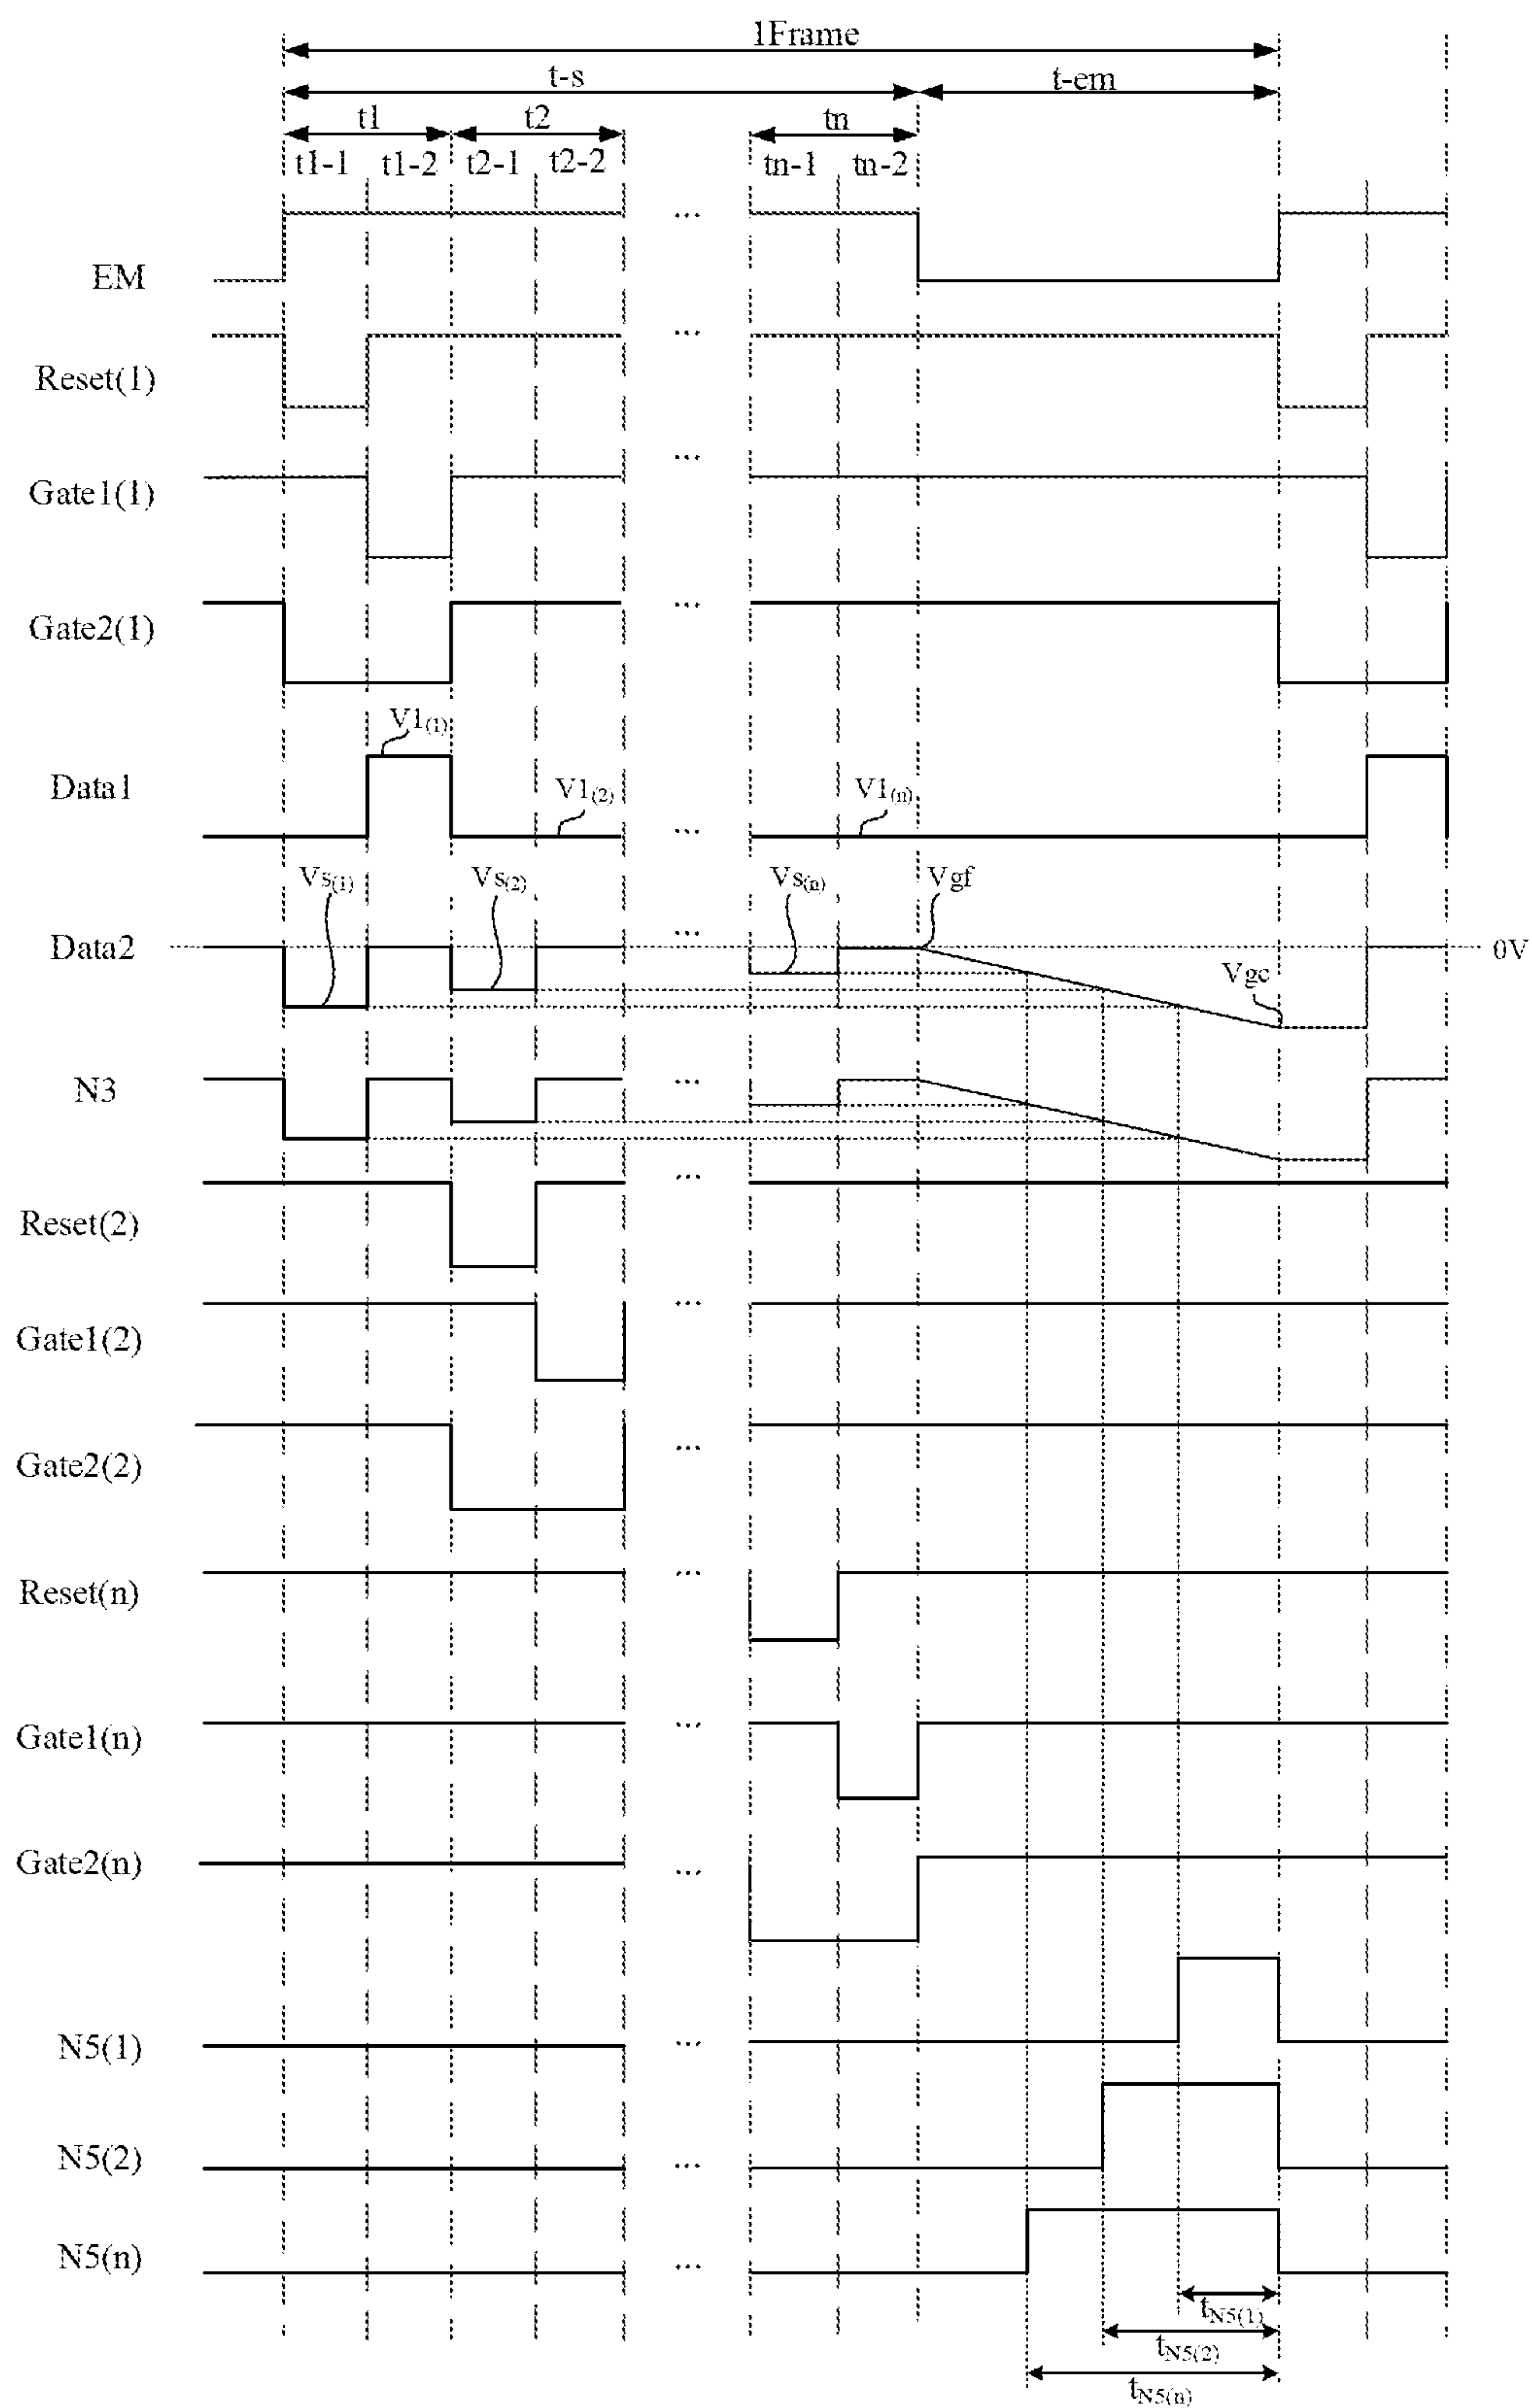 1Frame
t-s t-em
t1 t2 tn
t1-1 t1-2 t2-1 t2-2 tn-1 tn-2
...
EM
...
Reset(1)
...
Gate1(1)
...
Gate2(1)
V1(1)
Data1
V1(2)
V1(n)
...
Vs(1) Vs(2) Vs(n) Vgf
...
Data2 0V
Vgc
N3 ...
...
Reset(2)
...
Gate1(2)
...
Gate2(2)
...
Reset(n)
...
Gate1(n)
...
Gate2(n)
...
N5(1)
...
N5(2)
...
N5(n)
...
tN5(1)
tN5(2)
tN5(n)